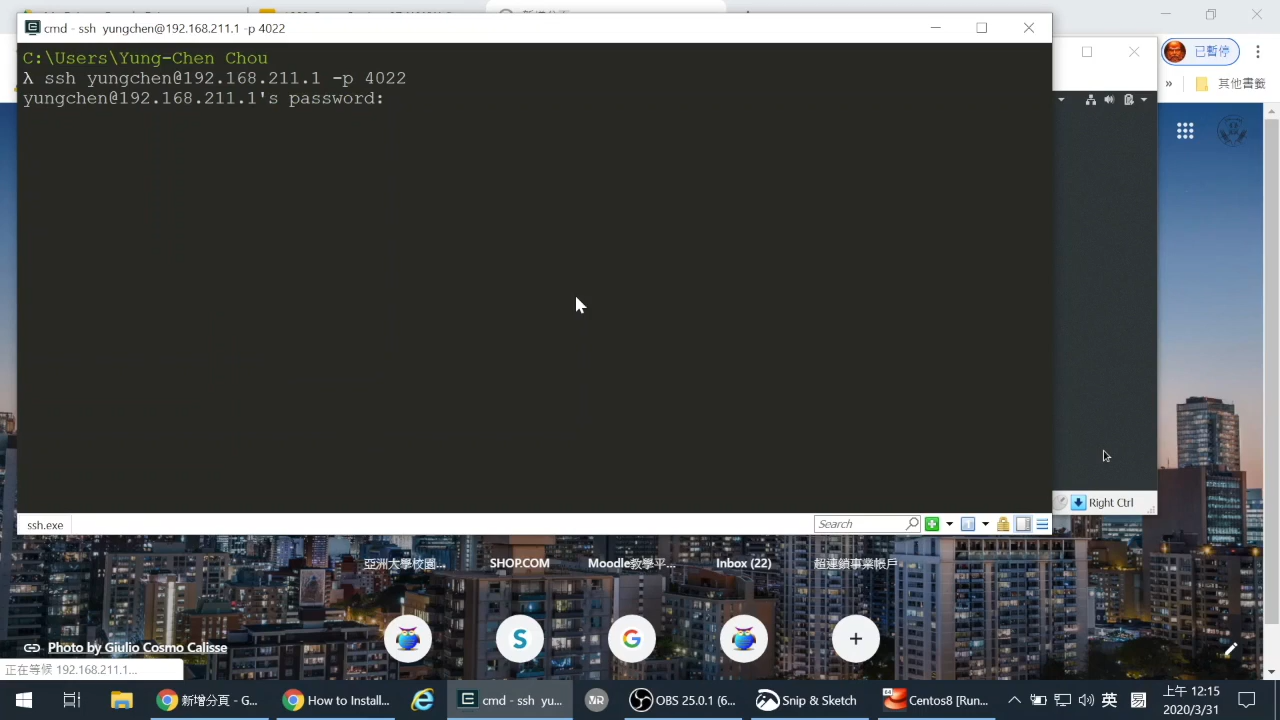 cmd - ssh yungchen@192.168.211.1 -p 4022
C:\Users\Yung-Chen Chou
λ ssh yungchen@192.168.211.1 -p 4022
yungchen@192.168.211.1's password:
已暫停
»
其他書籤
Right Ctrl
ssh.exe
Search
亞洲大學校園...
SHOP.COM
Moodle教學平...
Inbox (22)
超連鎖事業帳戶
S
G
Photo by Giulio Cosmo Calisse
正在等候 192.168.211.1...
新增分頁 - G...
How to Install...
cmd - ssh yu...
OBS 25.0.1 (6...
Snip & Sketch
Centos8 [Run...
英
上午 12:15
2020/3/31